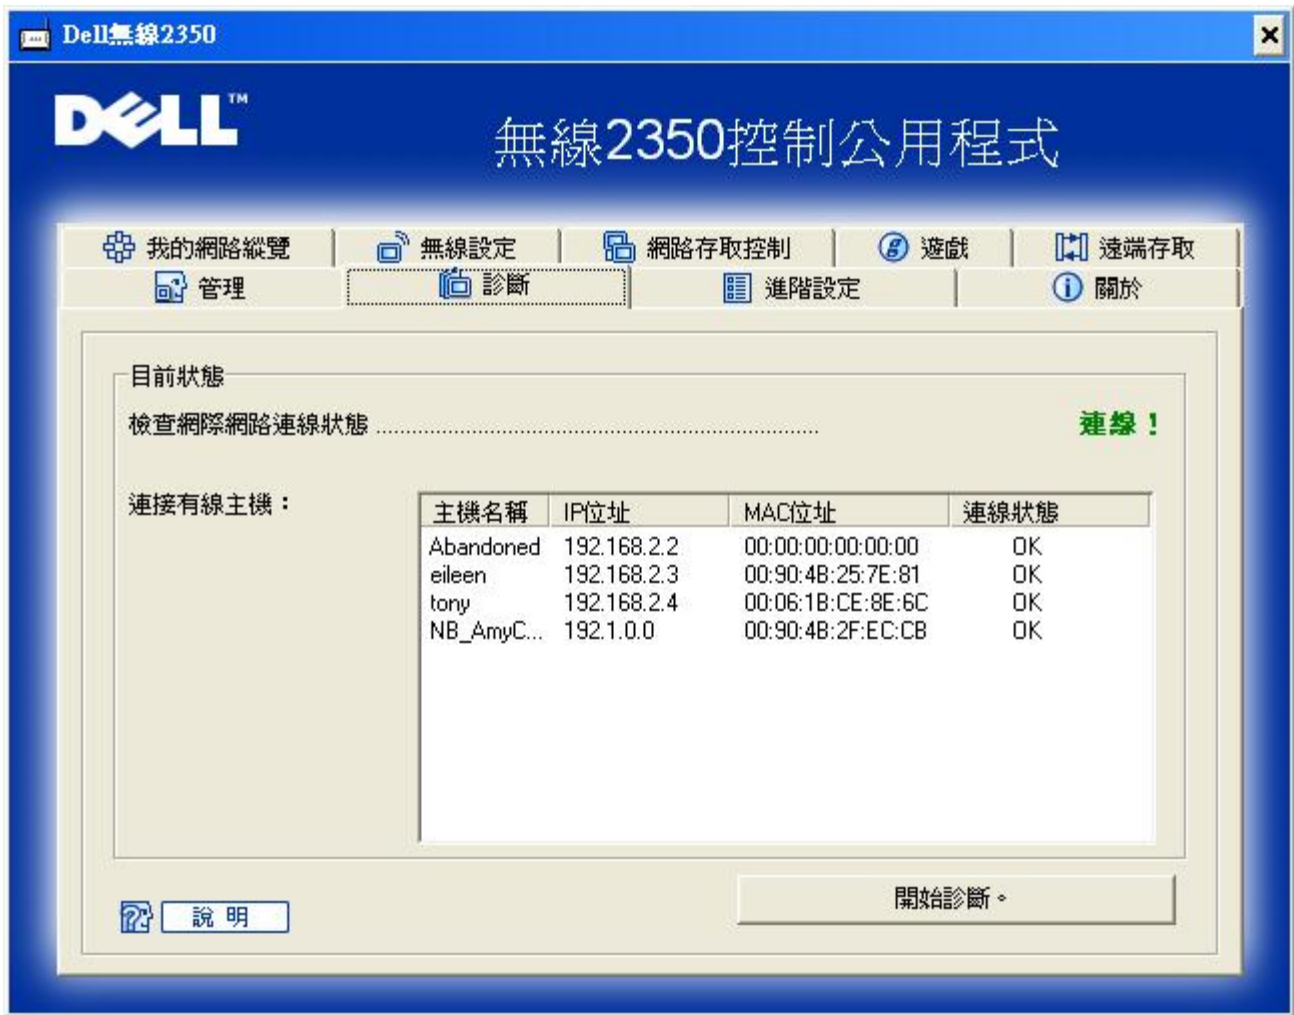 Dell無線2350
DELL™
無線2350控制公用程式
我的網路縱覽 無線設定 網路存取控制 遊戲 遠端存取
管理 診斷 進階設定 關於
目前狀態
檢查網際網路連線狀態 ................................................................ 連線！
連接有線主機：
主機名稱 IP位址 MAC位址 連線狀態
Abandoned 192.168.2.2 00:00:00:00:00:00 OK
eileen 192.168.2.3 00:90:4B:25:7E:81 OK
tony 192.168.2.4 00:06:1B:CE:8E:6C OK
NB_AmyC... 192.1.0.0 00:90:4B:2F:EC:CB OK
說 明
開始診斷。